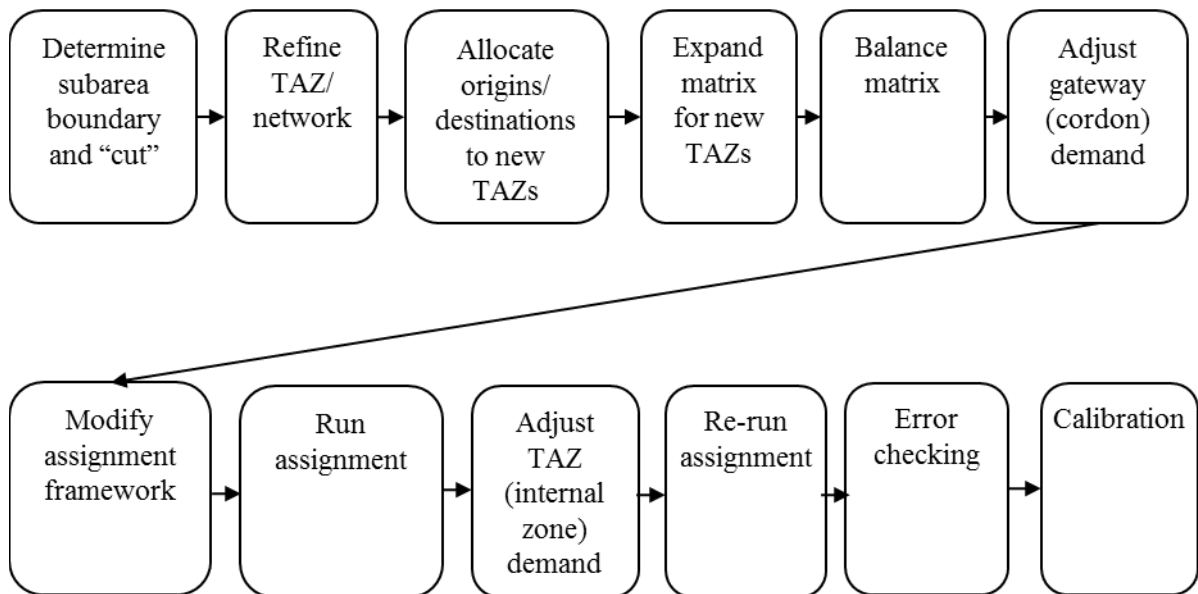 Determine
subarea
boundary
and “cut”
Refine
TAZ/
network
Allocate
origins/
destinations
to new
TAZs
Expand
matrix
for new
TAZs
Balance
matrix
Adjust
gateway
(cordon)
demand
Modify
assignment
framework
Run
assignment
Adjust
TAZ
(internal
zone)
demand
Re-run
assignment
Error
checking
Calibration